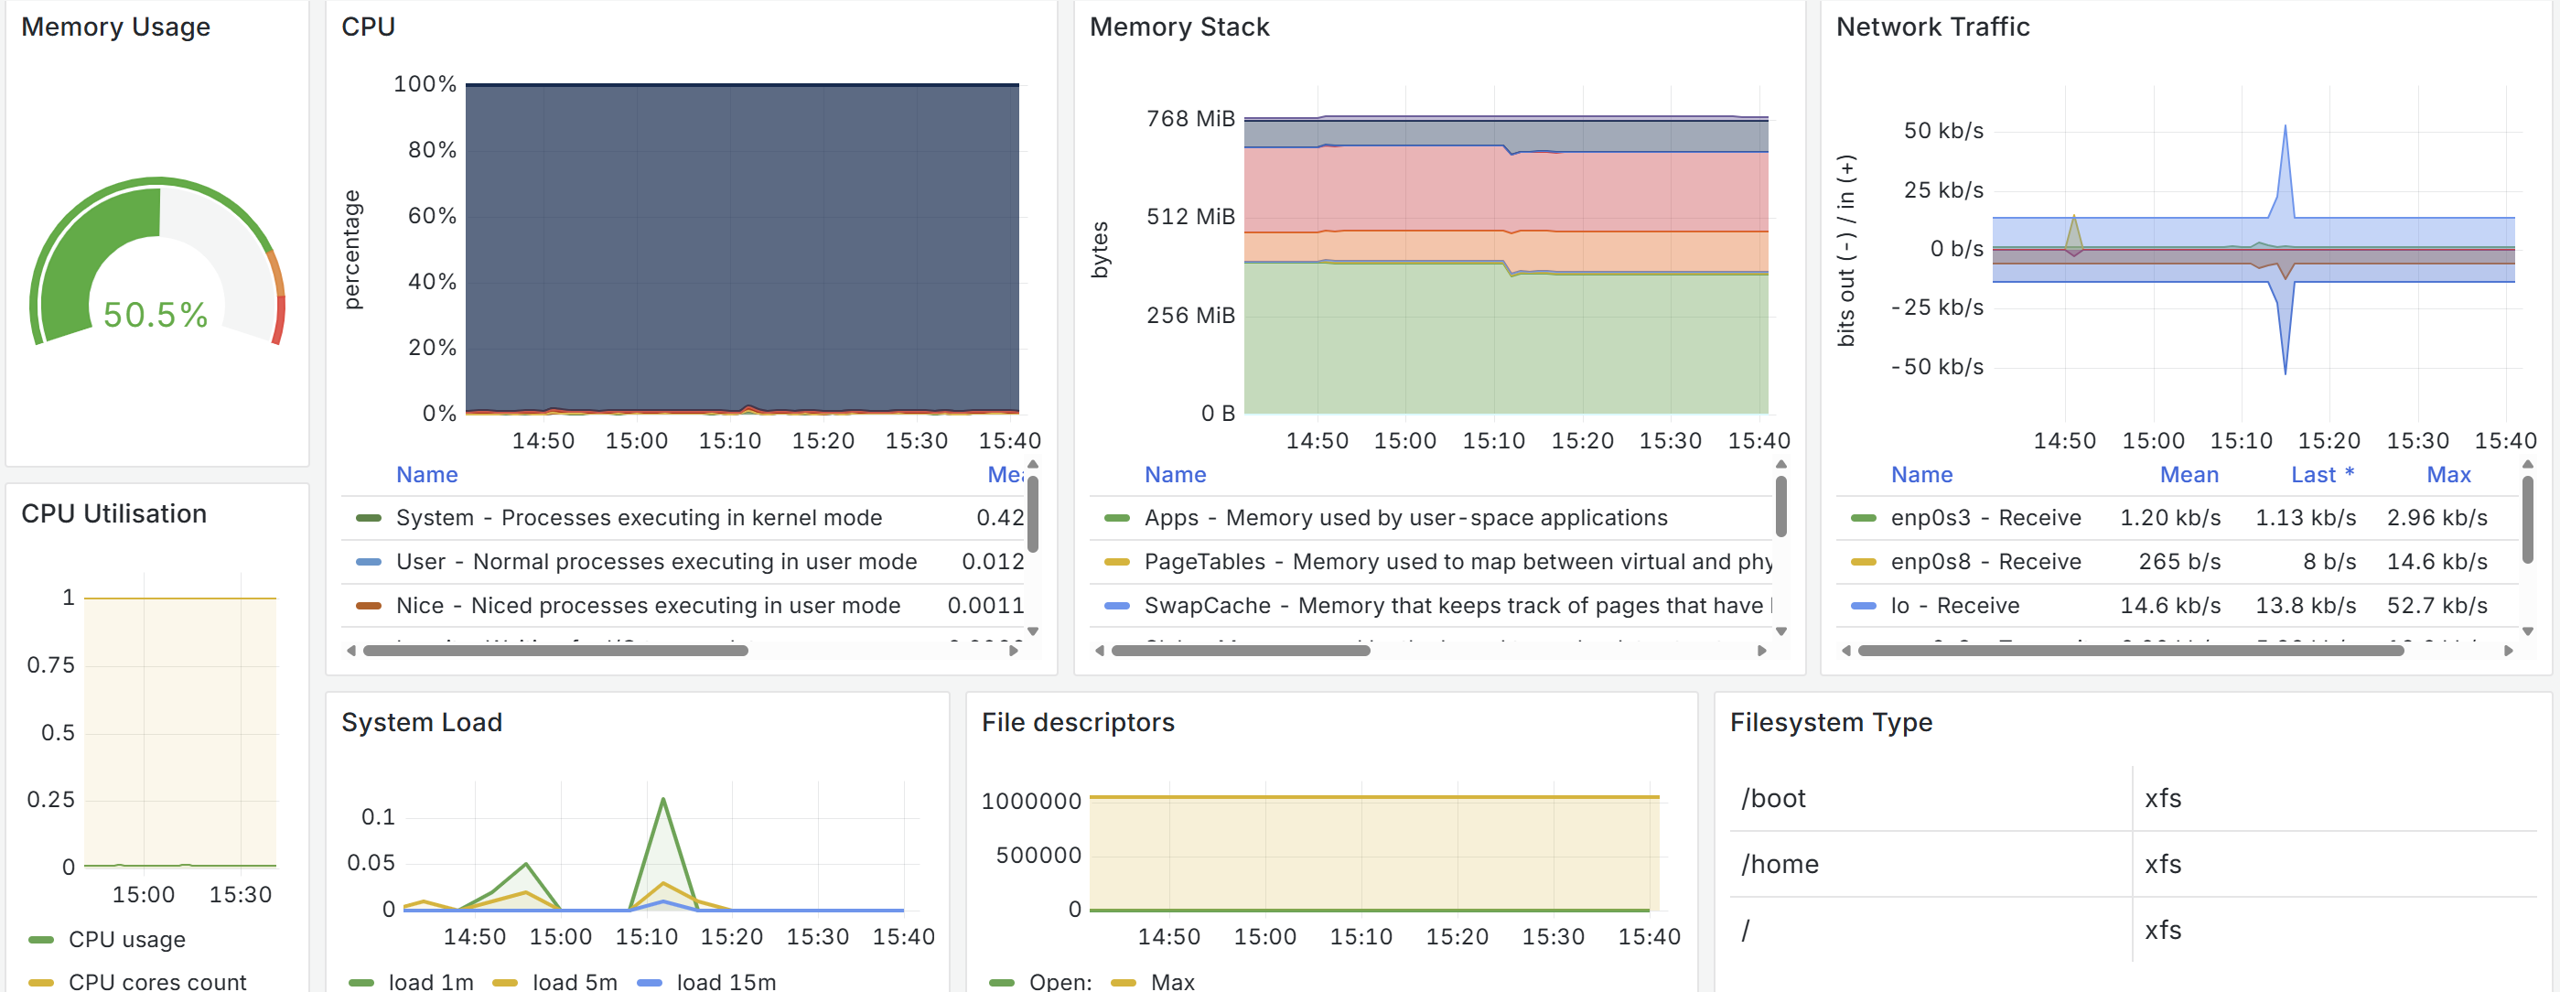 Memory Usage
50.5%
CPU
percentage
100%
80%
60%
40%
20%
0%
14:50 15:00 15:10 15:20 15:30 15:40
Name Mea
System - Processes executing in kernel mode 0.42
User - Normal processes executing in user mode 0.012
Nice - Niced processes executing in user mode 0.0011
Memory Stack
bytes
768 MiB
512 MiB
256 MiB
0 B
14:50 15:00 15:10 15:20 15:30 15:40
Name
Apps - Memory used by user-space applications
PageTables - Memory used to map between virtual and phy
SwapCache - Memory that keeps track of pages that have
Network Traffic
bits out (-) / in (+)
50 kb/s
25 kb/s
0 b/s
-25 kb/s
-50 kb/s
14:50 15:00 15:10 15:20 15:30 15:40
Name Mean Last * Max
enp0s3 - Receive 1.20 kb/s 1.13 kb/s 2.96 kb/s
enp0s8 - Receive 265 b/s 8 b/s 14.6 kb/s
lo - Receive 14.6 kb/s 13.8 kb/s 52.7 kb/s
CPU Utilisation
1
0.75
0.5
0.25
0
15:00 15:30
CPU usage
CPU cores count
System Load
0.1
0.05
0
14:50 15:00 15:10 15:20 15:30 15:40
load 1m load 5m load 15m
File descriptors
1000000
500000
0
14:50 15:00 15:10 15:20 15:30 15:40
Open: Max
Filesystem Type
/boot xfs
/home xfs
/ xfs